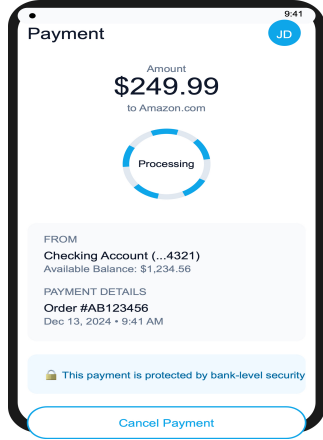 9:41
Payment
JD
Amount
$249.99
to Amazon.com
Processing
FROM
Checking Account (...4321)
Available Balance: $1,234.56
PAYMENT DETAILS
Order #AB123456
Dec 13, 2024 • 9:41 AM
🔒 This payment is protected by bank-level security
Cancel Payment